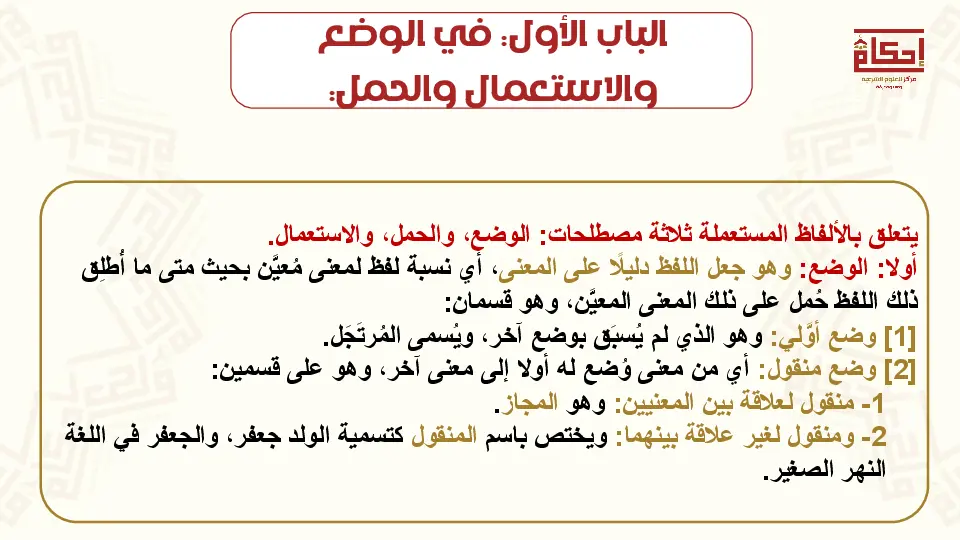 الباب الأول: في الوضع
والاستعمال والحمل:
إحكام
مركز للعلوم الشرعية
يتعلق بالألفاظ المستعملة ثلاثة مصطلحات: الوضع، والحمل، والاستعمال.
أولا: الوضع: وهو جعل اللفظ دليلًا على المعنى، أي نسبة لفظ لمعنى مُعيَّن بحيث متى ما أُطلِق
ذلك اللفظ حُمل على ذلك المعنى المعيَّن، وهو قسمان:
[1] وضع أوَّلي: وهو الذي لم يُسبَق بوضع آخر، ويُسمى المُرتَجَل.
[2] وضع منقول: أي من معنى وُضع له أولا إلى معنى آخر، وهو على قسمين:
1- منقول لعلاقة بين المعنيين: وهو المجاز.
2- ومنقول لغير علاقة بينهما: ويختص باسم المنقول كتسمية الولد جعفر، والجعفر في اللغة
النهر الصغير.